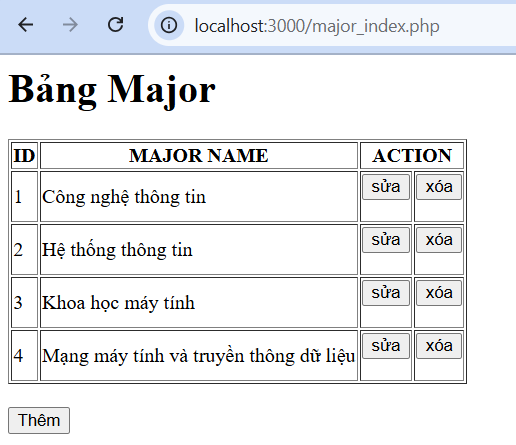 localhost:3000/major_index.php
Bảng Major
ID MAJOR NAME ACTION
1 Công nghệ thông tin sửa xóa
2 Hệ thống thông tin sửa xóa
3 Khoa học máy tính sửa xóa
4 Mạng máy tính và truyền thông dữ liệu sửa xóa
Thêm